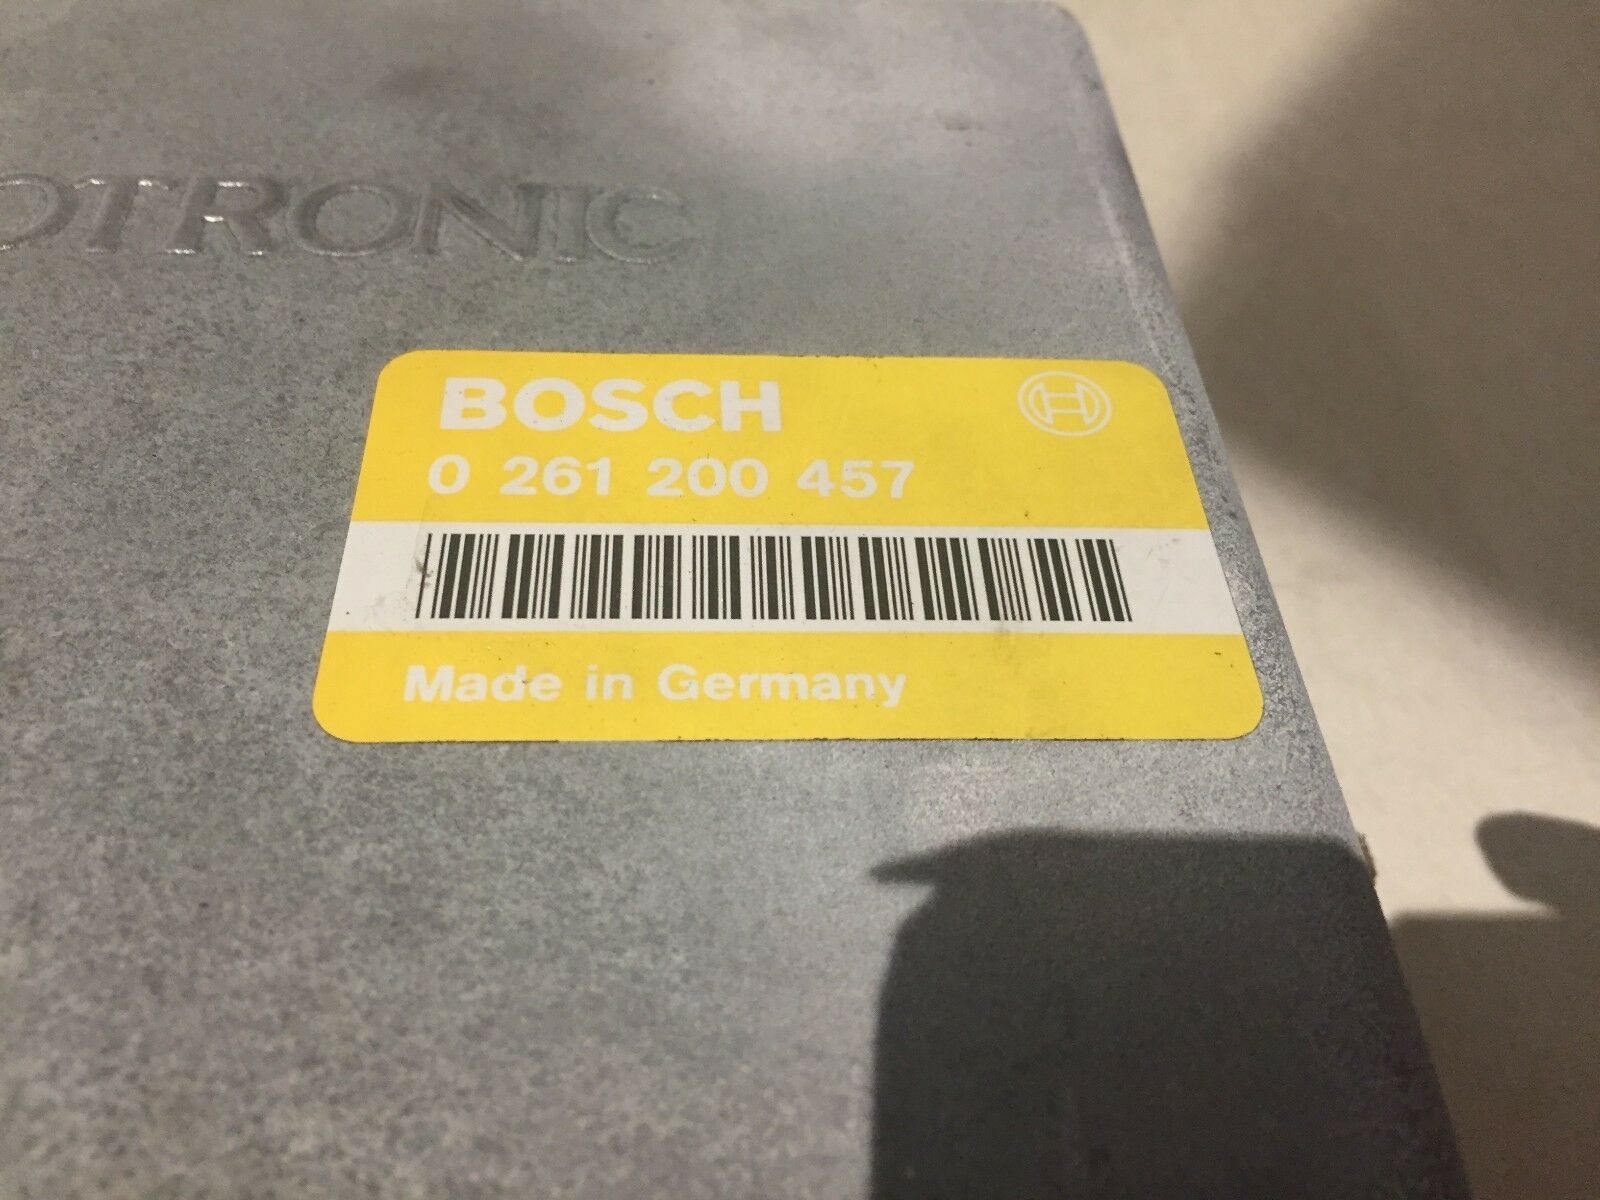 OTRONIC
BOSCH
0 261 200 457
Made in Germany